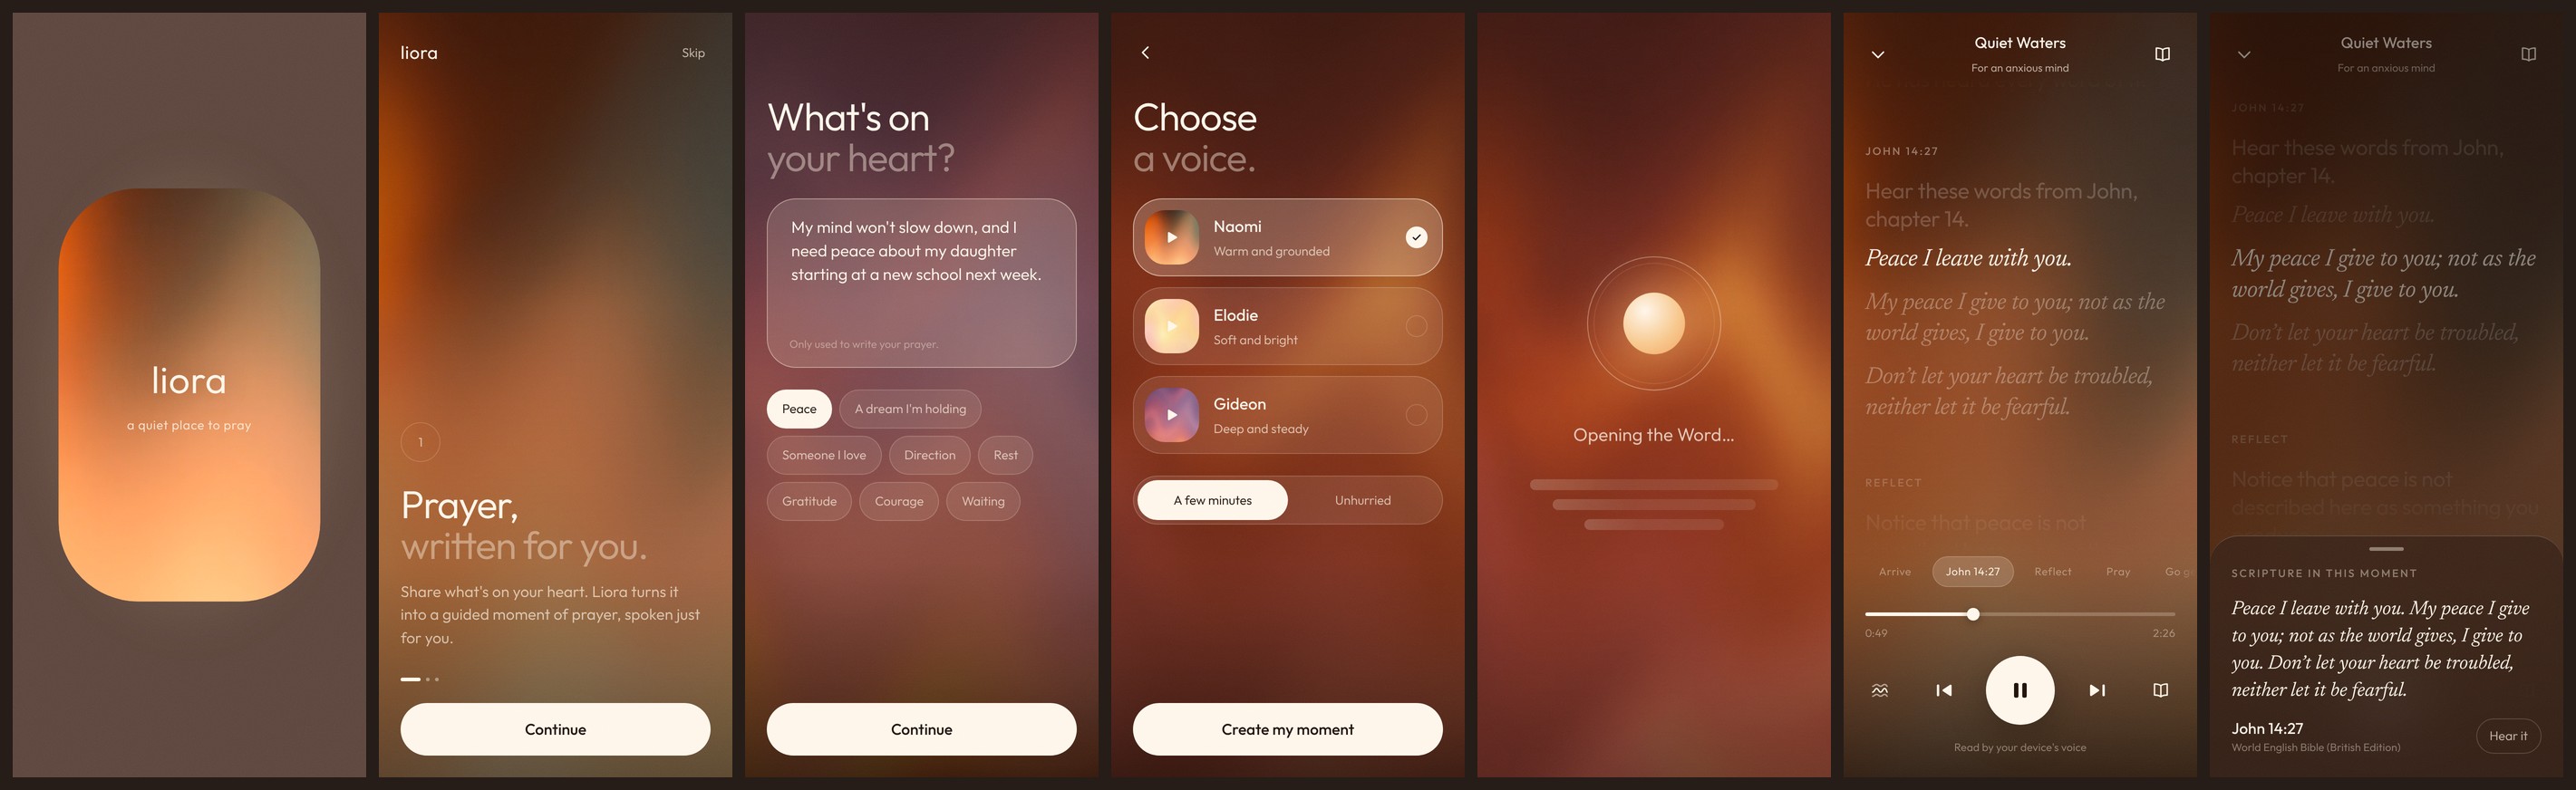 liora
a quiet place to pray
liora
Skip
1
Prayer,
written for you.
Share what's on your heart. Liora turns it
into a guided moment of prayer, spoken just
for you.
Continue
What's on
your heart?
My mind won't slow down, and I
need peace about my daughter
starting at a new school next week.
Only used to write your prayer.
Peace
A dream I'm holding
Someone I love
Direction
Rest
Gratitude
Courage
Waiting
Continue
Choose
a voice.
Naomi
Warm and grounded
Elodie
Soft and bright
Gideon
Deep and steady
A few minutes
Unhurried
Create my moment
Opening the Word...
Quiet Waters
For an anxious mind
JOHN 14:27
Hear these words from John,
chapter 14.
Peace I leave with you.
My peace I give to you; not as the
world gives, I give to you.
Don’t let your heart be troubled,
neither let it be fearful.
REFLECT
Notice that peace is not
Arrive
John 14:27
Reflect
Pray
Go
0:49
2:26
Read by your device's voice
Quiet Waters
For an anxious mind
JOHN 14:27
Hear these words from John,
chapter 14.
Peace I leave with you.
My peace I give to you; not as the
world gives, I give to you.
Don’t let your heart be troubled,
neither let it be fearful.
REFLECT
Notice that peace is not
described here as something you
SCRIPTURE IN THIS MOMENT
Peace I leave with you. My peace I give
to you; not as the world gives, I give to
you. Don’t let your heart be troubled,
neither let it be fearful.
John 14:27
World English Bible (British Edition)
Hear it